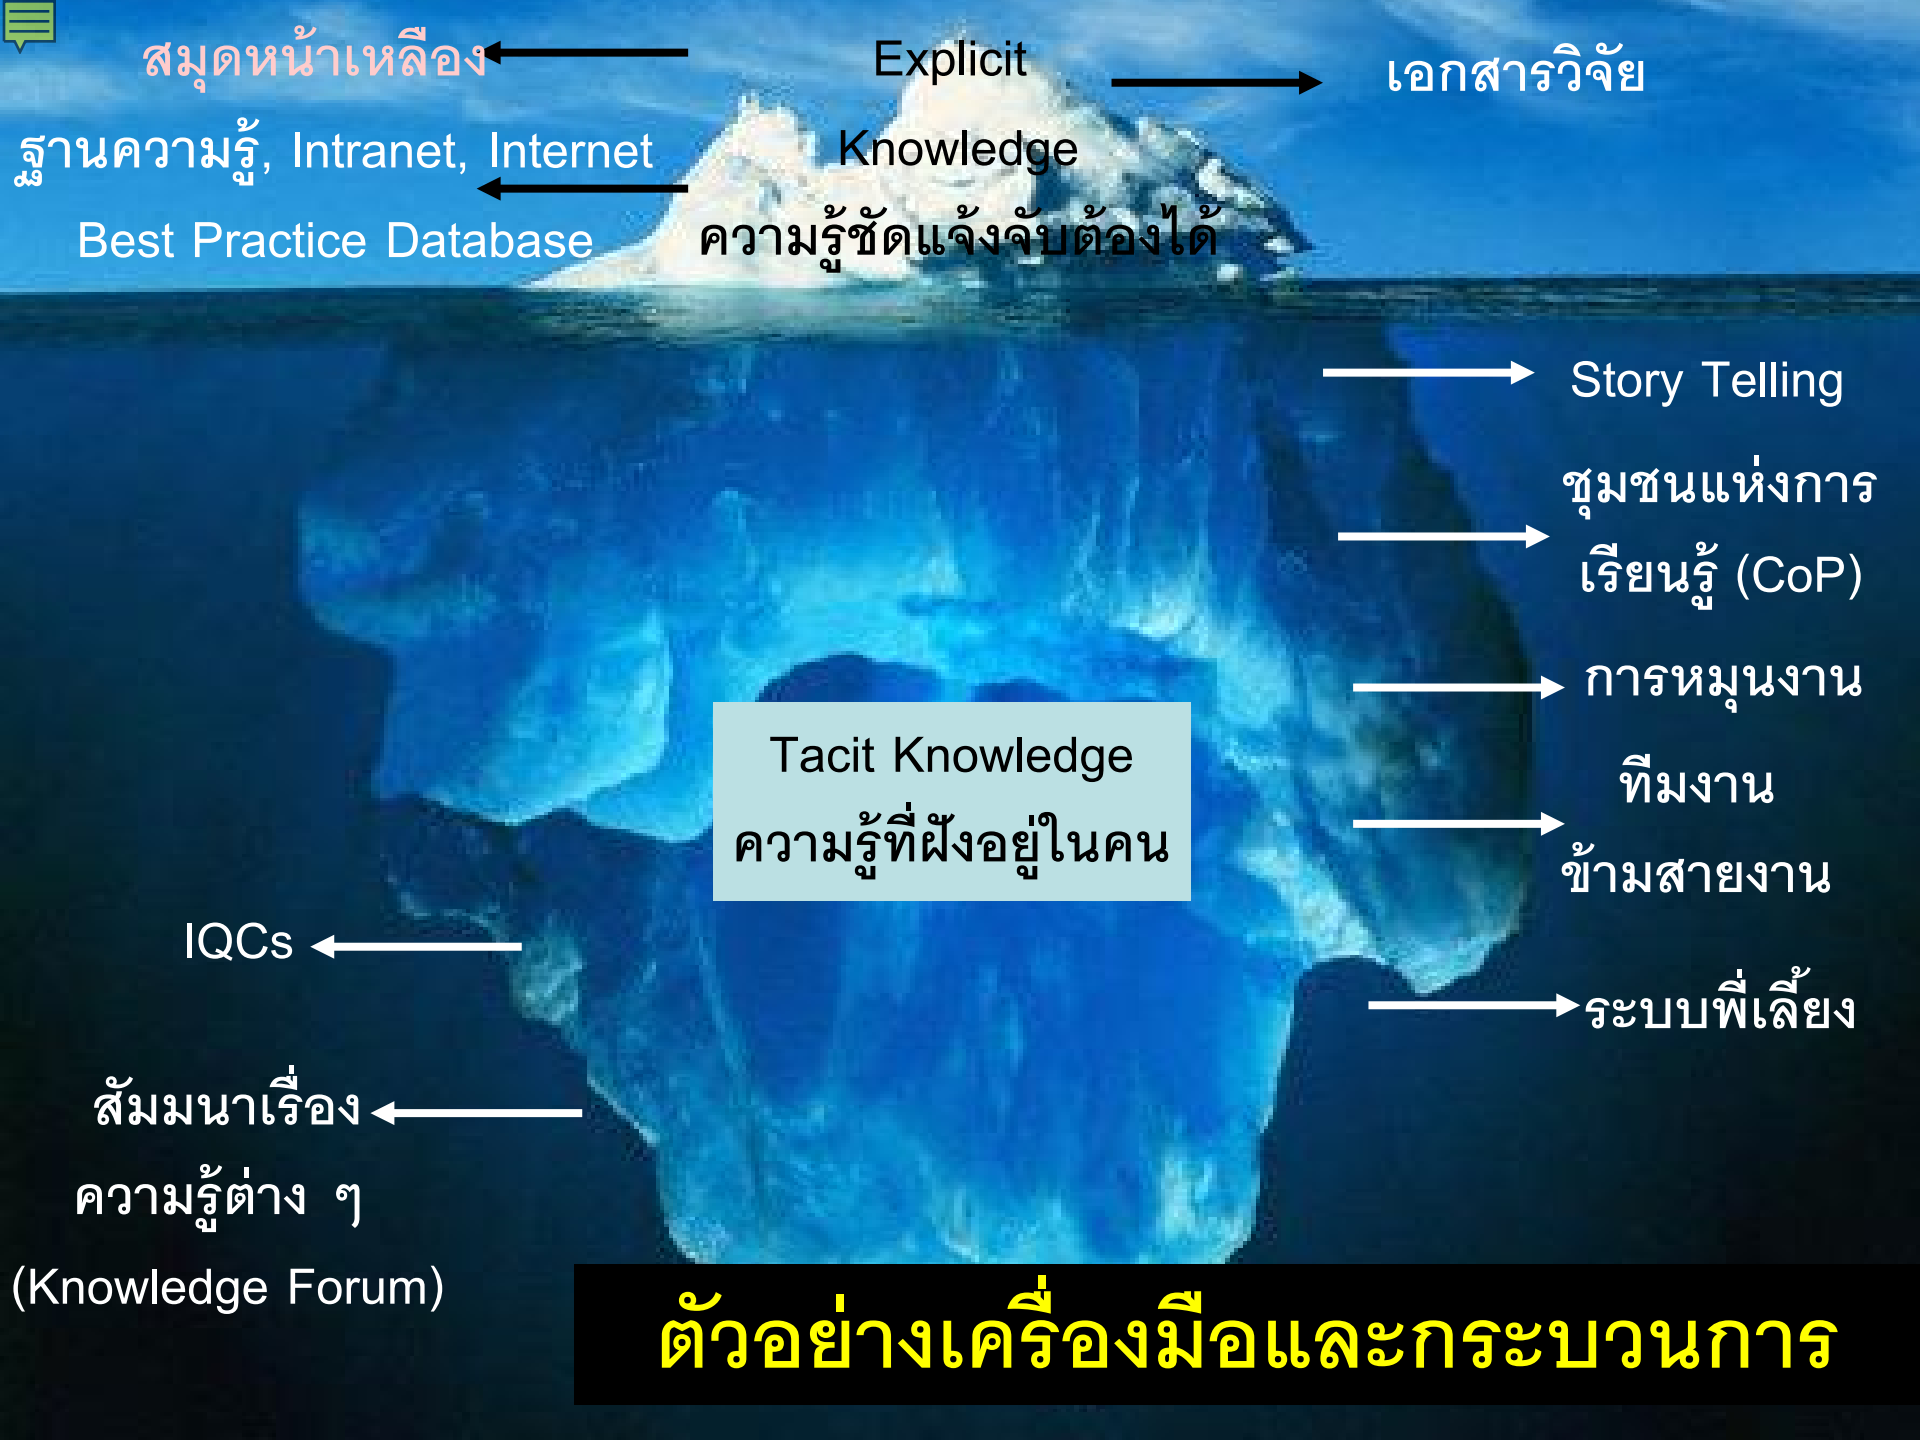 สมุดหน้าเหลือง
Explicit
เอกสารวิจัย
ฐานความรู้, Intranet, Internet
Knowledge
Best Practice Database
ความรู้ชัดแจ้งจับต้องได้
Story Telling
ชุมชนแห่งการ
เรียนรู้ (CoP)
การหมุนงาน
Tacit Knowledge
ความรู้ที่ฝังอยู่ในคน
ทีมงาน
ข้ามสายงาน
IQCs
ระบบพี่เลี้ยง
สัมมนาเรื่อง
ความรู้ต่าง ๆ
(Knowledge Forum)
ตัวอย่างเครื่องมือและกระบวนการ